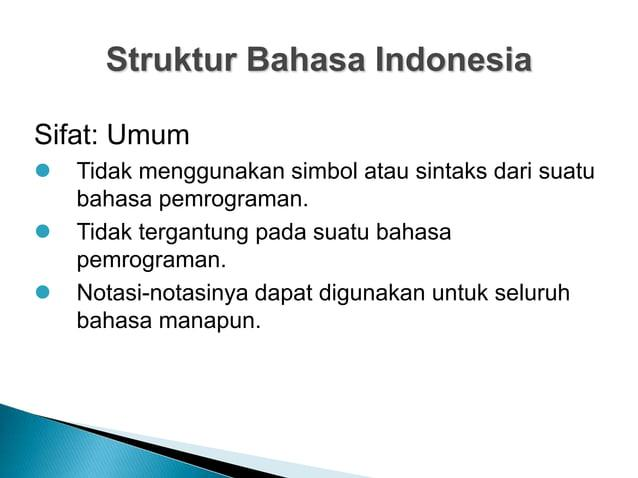 Struktur Bahasa Indonesia
Sifat: Umum
Tidak menggunakan simbol atau sintaks dari suatu
bahasa pemrograman.
Tidak tergantung pada suatu bahasa
pemrograman.
Notasi-notasinya dapat digunakan untuk seluruh
bahasa manapun.